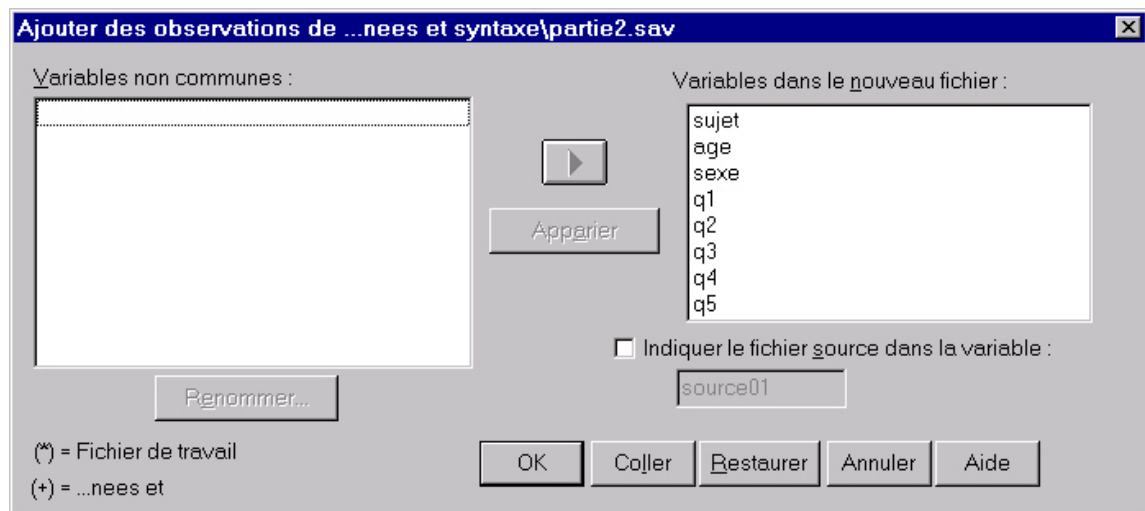 Ajouter des observations de ...nees et syntaxe\partie2.sav
Variables non communes :
Variables dans le nouveau fichier :
sujet
age
sexe
q1
q2
q3
q4
q5
Apparier
Indiquer le fichier source dans la variable :
source01
Renommer...
(*) = Fichier de travail
(+) = ...nees et
OK
Coller
Restaurer
Annuler
Aide